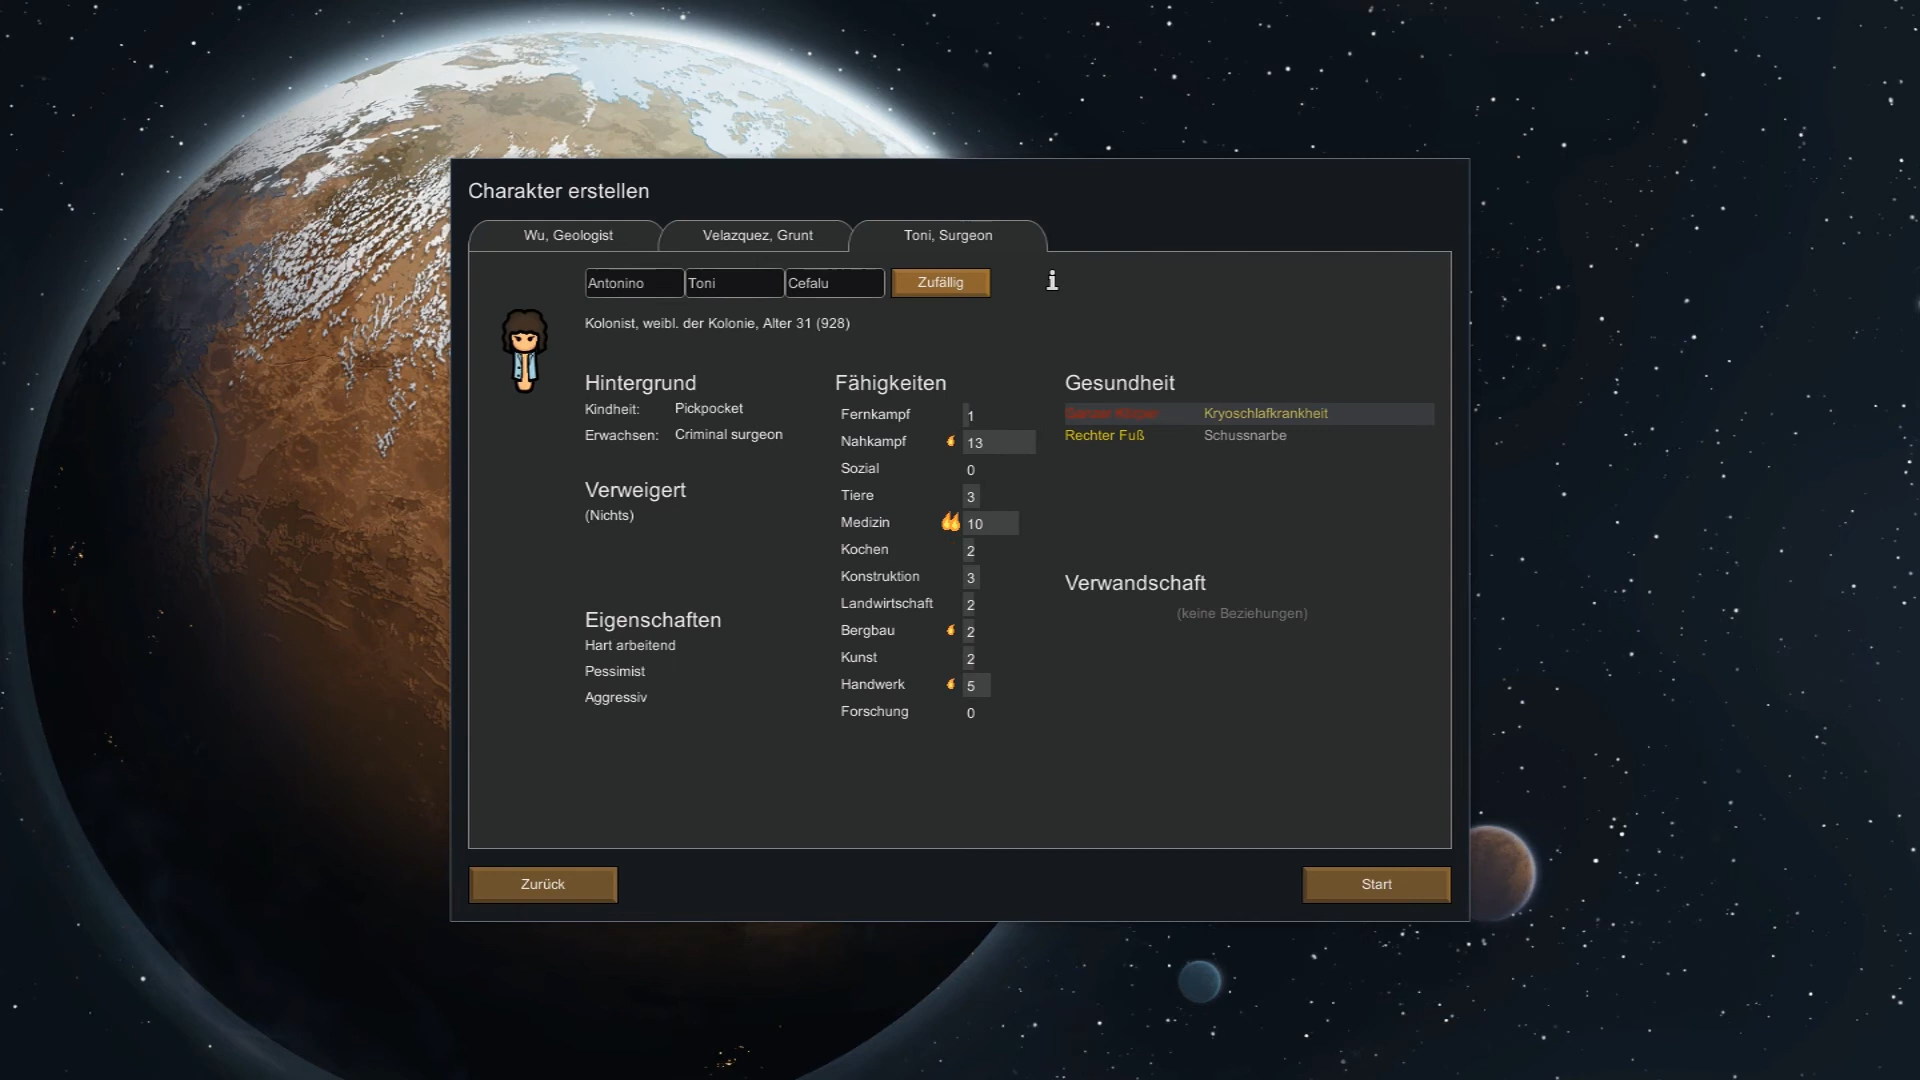 Charakter erstellen
Wu, Geologist
Velazquez, Grunt
Toni, Surgeon
Antonino
Toni
Cefalu
Zufällig
Kolonist, weibl. der Kolonie, Alter 31 (928)
Hintergrund
Kindheit: Pickpocket
Erwachsen: Criminal surgeon
Verweigert
(Nichts)
Eigenschaften
Hart arbeitend
Pessimist
Aggressiv
Fähigkeiten
Fernkampf 1
Nahkampf 13
Sozial 0
Tiere 3
Medizin 10
Kochen 2
Konstruktion 3
Landwirtschaft 2
Bergbau 2
Kunst 2
Handwerk 5
Forschung 0
Gesundheit
Ganzer Körper Kryoschlafkrankheit
Rechter Fuß Schussnarbe
Verwandschaft
(keine Beziehungen)
Zurück
Start